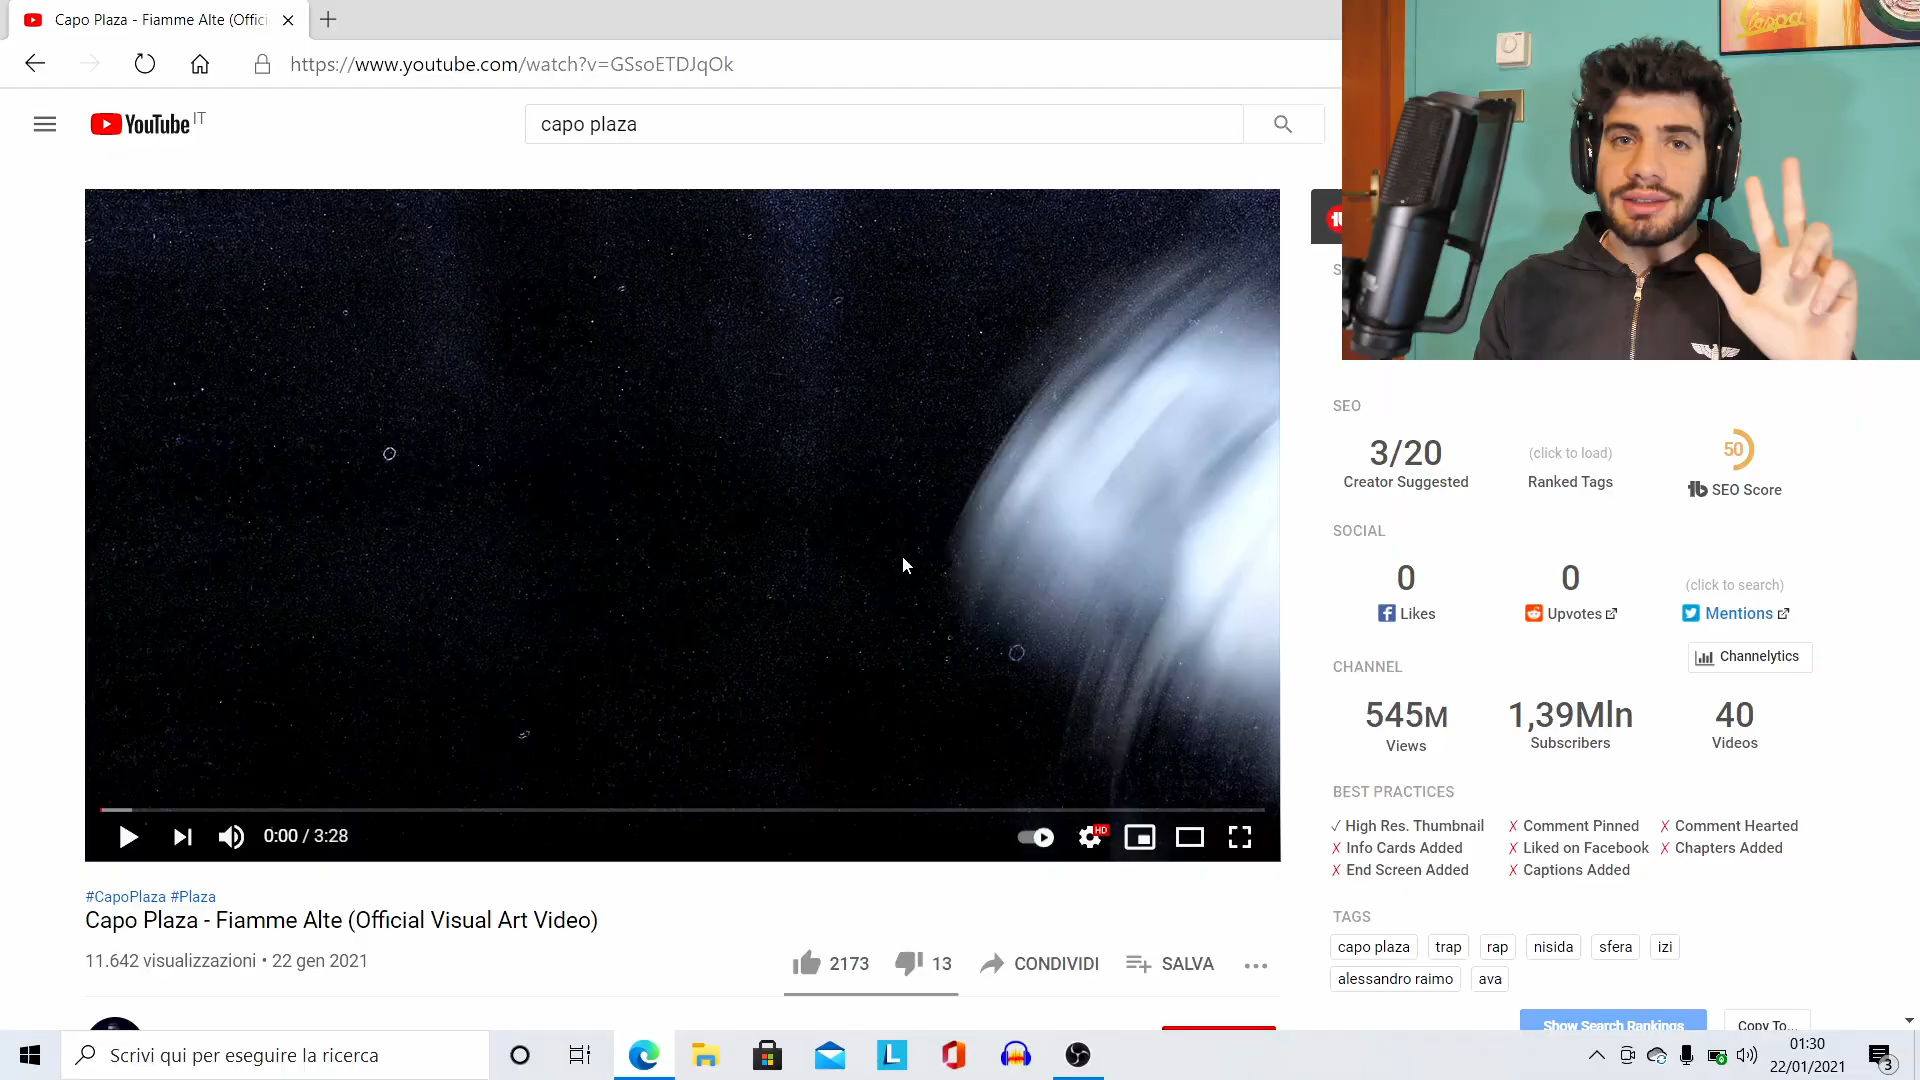 Capo Plaza - Fiamme Alte (Offici
https://www.youtube.com/watch?v=GSsoETDJqOk
YouTube IT
capo plaza
Vespa
SEO
3/20
Creator Suggested
(click to load)
Ranked Tags
50
SEO Score
SOCIAL
0
Likes
0
Upvotes
(click to search)
Mentions
Channelytics
CHANNEL
545M
Views
1,39Mln
Subscribers
40
Videos
BEST PRACTICES
✓ High Res. Thumbnail
✗ Comment Pinned
✗ Comment Hearted
✗ Info Cards Added
✗ Liked on Facebook
✗ Chapters Added
✗ End Screen Added
✗ Captions Added
TAGS
capo plaza trap rap nisida sfera izi
alessandro raimo ava
Show Search Rankings
Copy To...
0:00 / 3:28
HD
#CapoPlaza #Plaza
Capo Plaza - Fiamme Alte (Official Visual Art Video)
11.642 visualizzazioni • 22 gen 2021
2173
13
CONDIVIDI
SALVA
Scrivi qui per eseguire la ricerca
L
01:30
22/01/2021
3